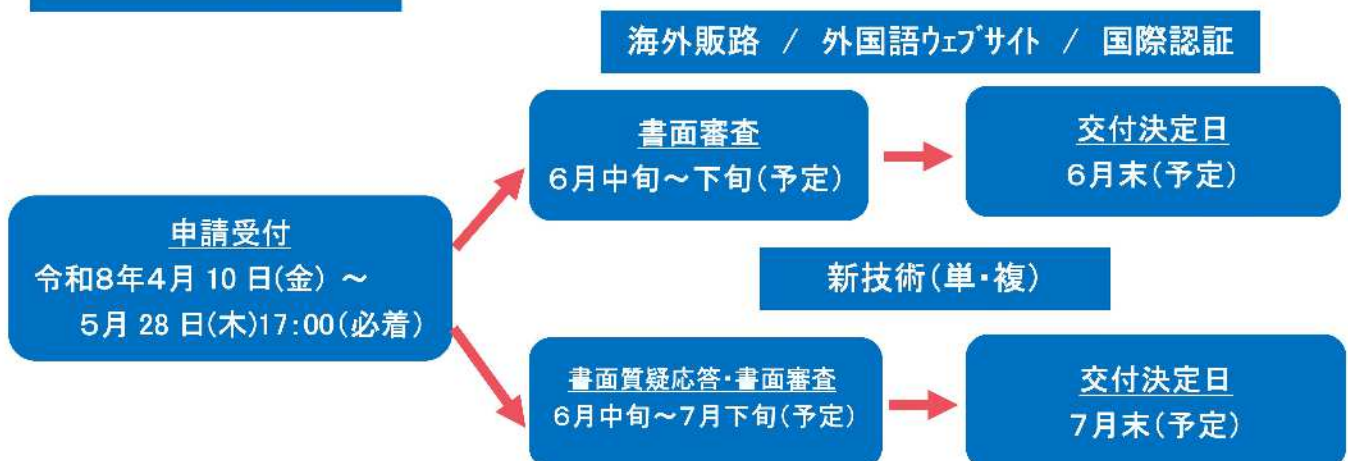 海外販路 / 外国語ウェブサイト / 国際認証
書面審査
6月中旬～下旬(予定)
交付決定日
6月末(予定)
申請受付
令和8年4月 10 日(金) ～
5月 28 日(木)17:00(必着)
新技術(単・複)
書面質疑応答・書面審査
6月中旬～7月下旬(予定)
交付決定日
7月末(予定)